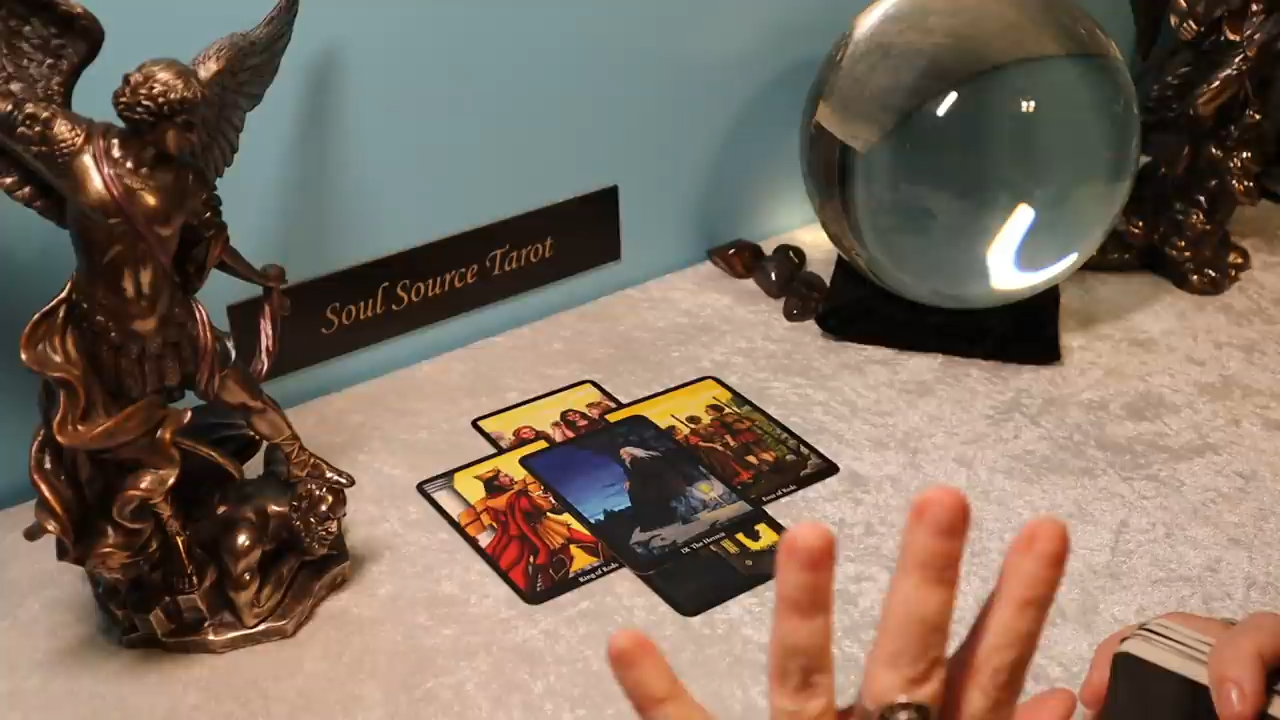 Soul Source Tarot
Four of Rods
IX The Hermit
King of Rods